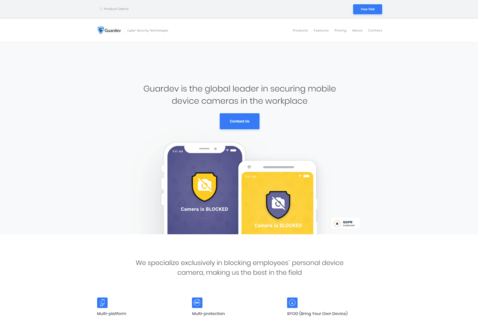 Product Demo
Free Trial
Guardev
Cyber Security Technologies
Products
Features
Pricing
About
Contact
Guardev is the global leader in securing mobile
device cameras in the workplace
Contact Us
Camera is BLOCKED
Camera is BLOCKED
GDPR
We specialize exclusively in blocking employees' personal device
camera, making us the best in the field
Multi-platform
Multi-protection
BYOD (Bring Your Own Device)